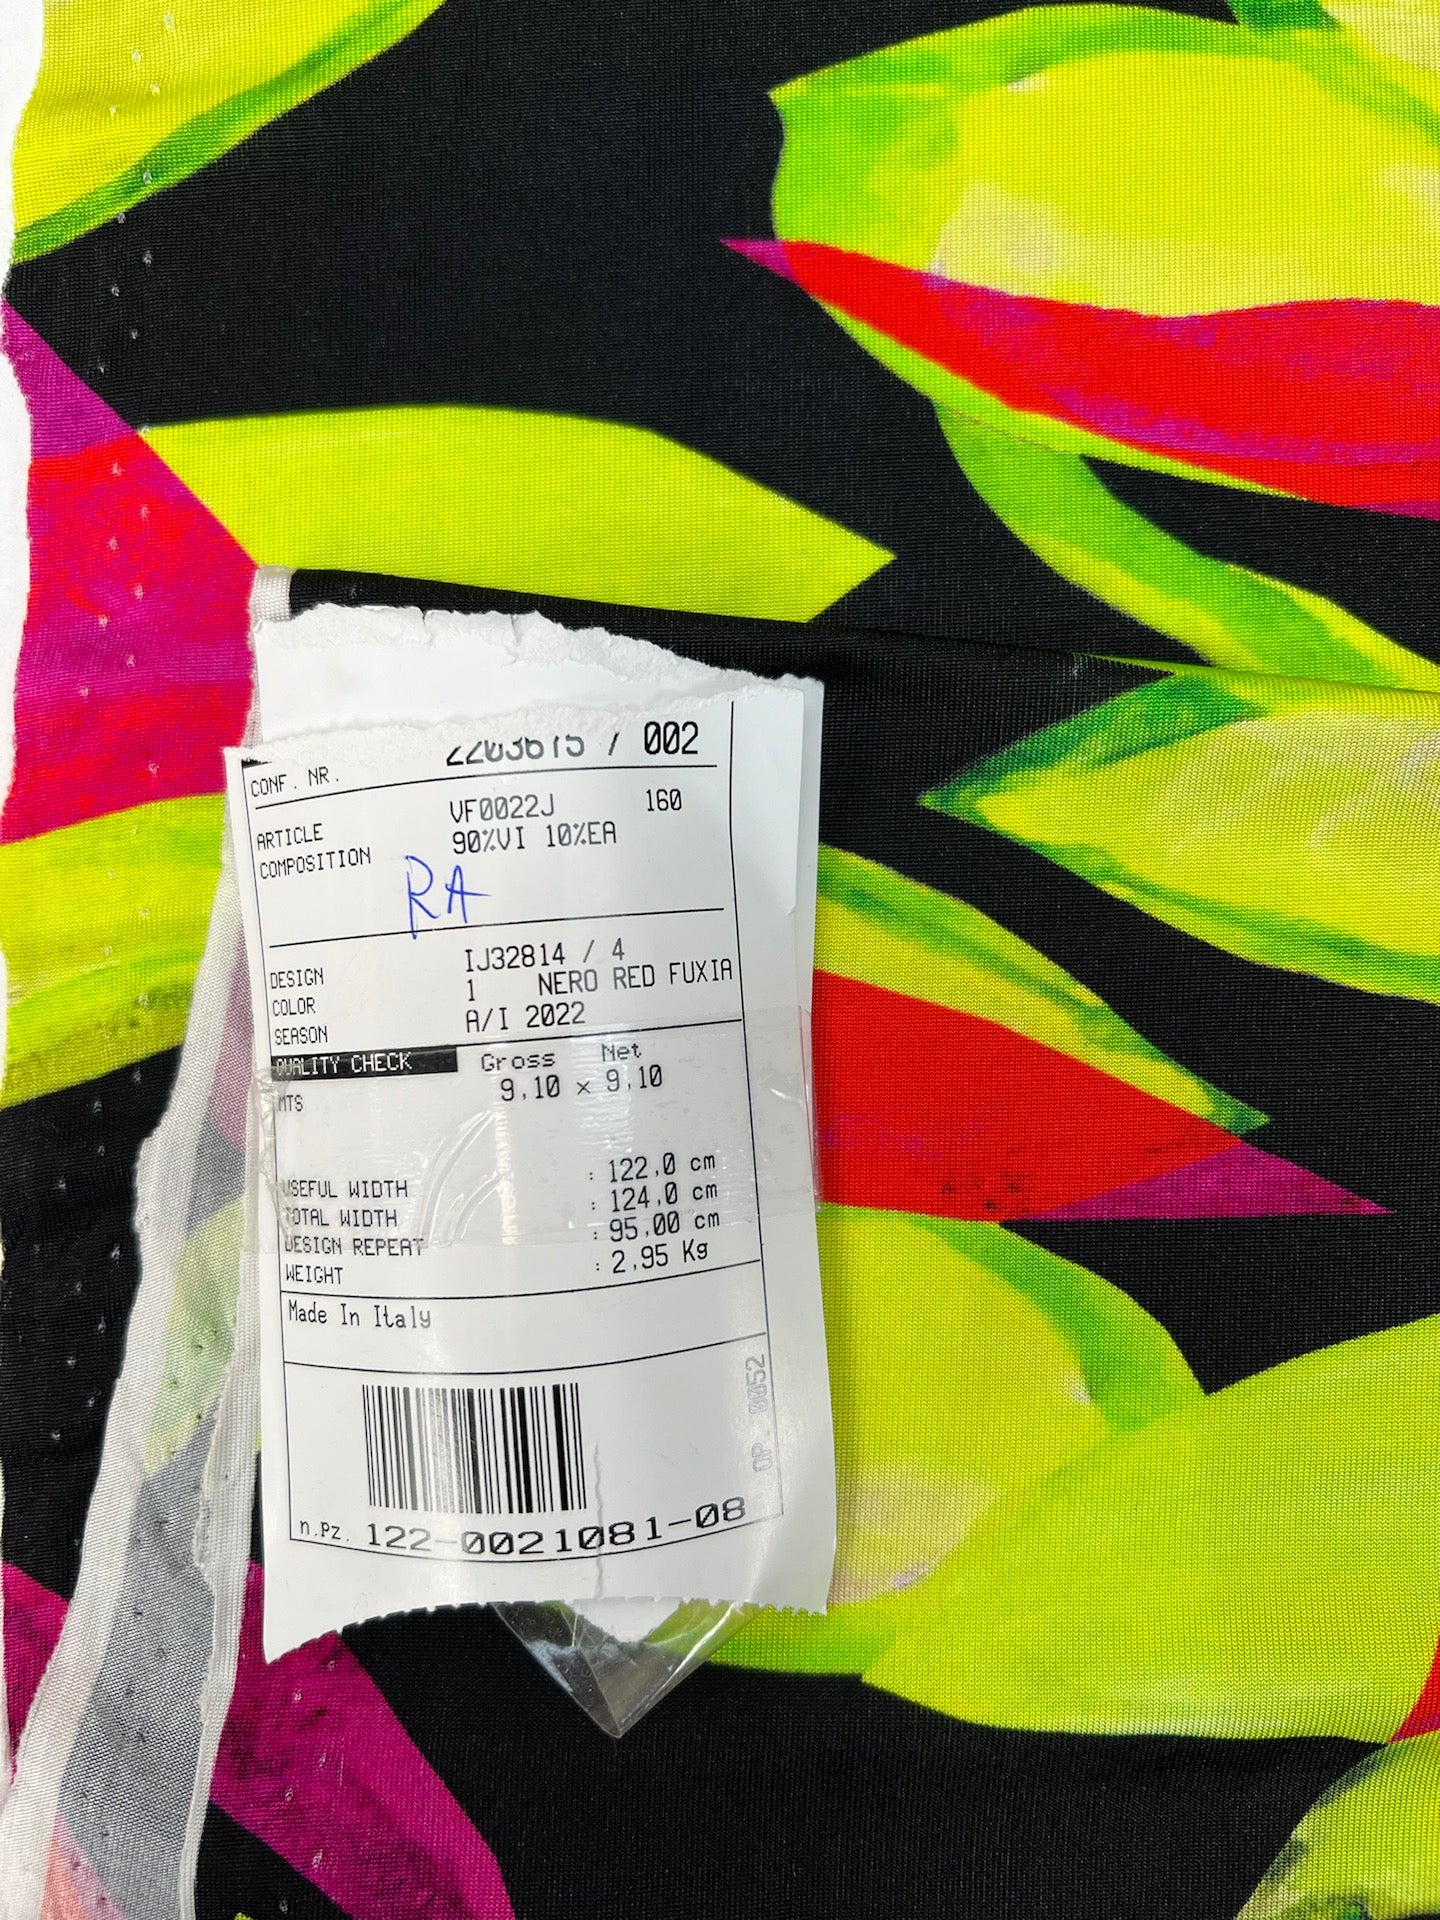 CONF. NR. 2203615 / 002
ARTICLE VF0022J 160
COMPOSITION 90%VI 10%EA
RA
DESIGN IJ32814 / 4
COLOR 1 NERO RED FUXIA
SEASON A/I 2022
QUALITY CHECK Gross Net
MTS 9,10 × 9,10
USEFUL WIDTH : 122,0 cm
TOTAL WIDTH : 124,0 cm
DESIGN REPEAT : 95,00 cm
WEIGHT : 2,95 Kg
Made In Italy
OP. 0052
n.Pz. 122-0021081-08